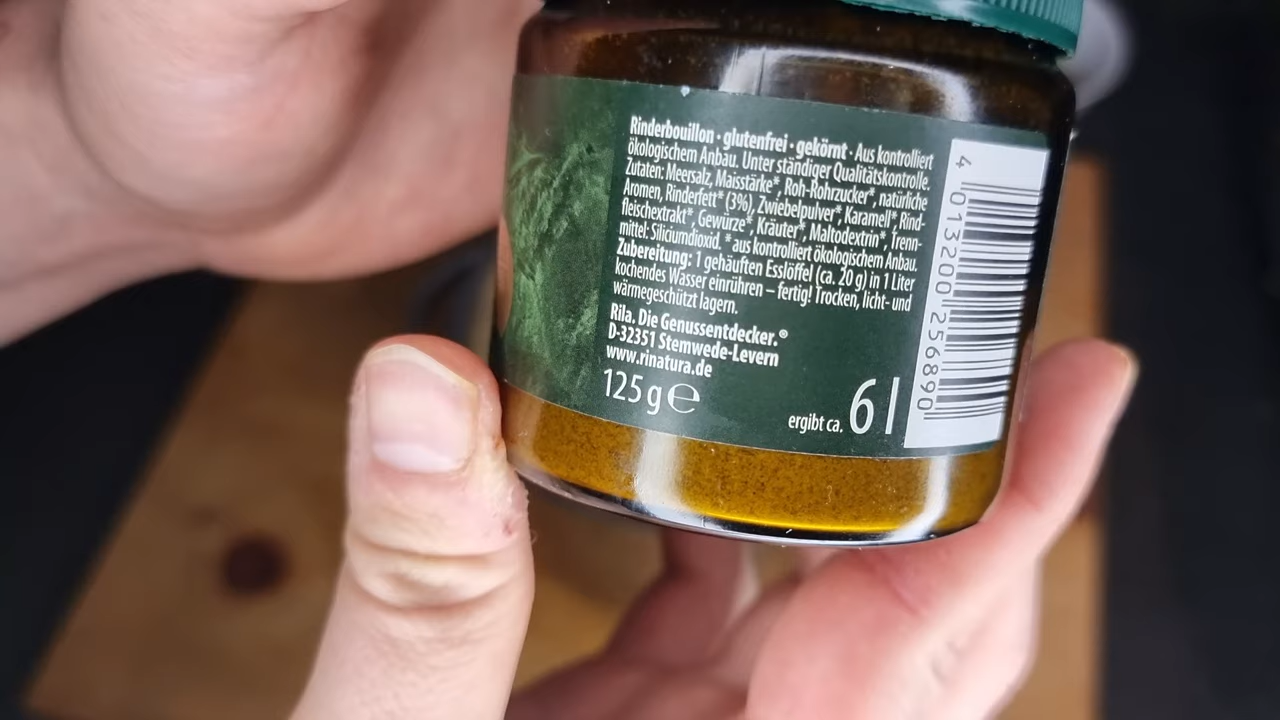 Rinderbouillon · glutenfrei · gekörnt · Aus kontrolliert
ökologischem Anbau. Unter ständiger Qualitätskontrolle.
Zutaten: Meersalz, Maisstärke*, Roh-Rohrzucker*, natürliche
Aromen, Rinderfett* (3%), Zwiebelpulver*, Karamell* Rind-
fleischextrakt*, Gewürze*, Kräuter*, Maltodextrin*, Trenn-
mittel: Siliciumdioxid. * aus kontrolliert ökologischem Anbau.
Zubereitung: 1 gehäuften Esslöffel (ca. 20 g) in 1 Liter
kochendes Wasser einrühren – fertig! Trocken, licht- und
wärmegeschützt lagern.
Rila. Die Genussentdecker.®
D-32351 Stemwede-Levern
www.rinatura.de
125 g ℮
ergibt ca. 6 l
4 013200 256890